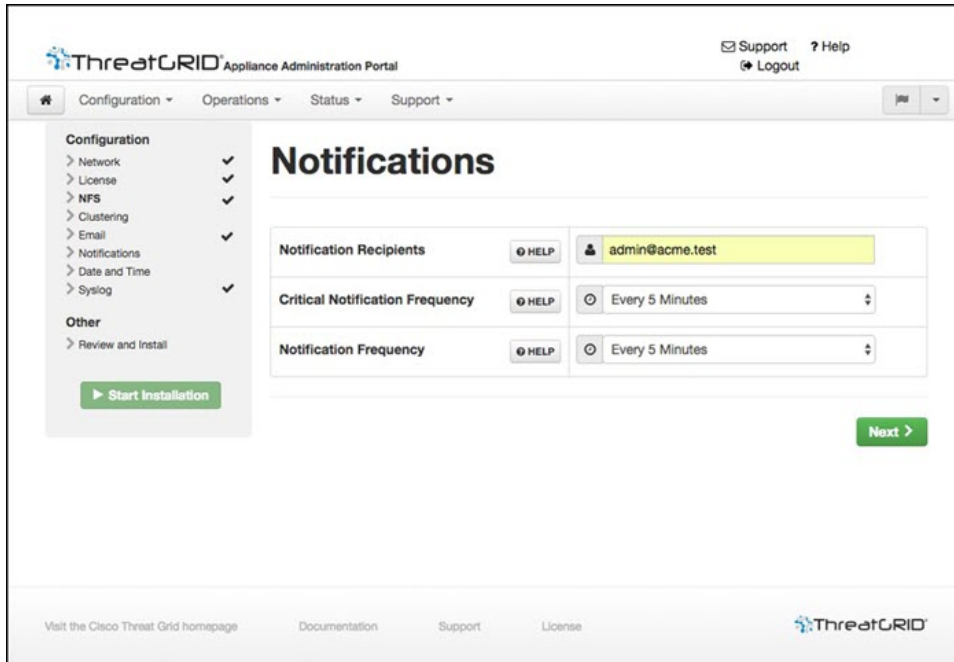 ThreatGRID Appliance Administration Portal
Support ? Help
Logout
Configuration Operations Status Support
Configuration
Network
License
NFS
Clustering
Email
Notifications
Date and Time
Syslog
Other
Review and Install
Start Installation
Notifications
Notification Recipients HELP admin@acme.test
Critical Notification Frequency HELP Every 5 Minutes
Notification Frequency HELP Every 5 Minutes
Next
Visit the Cisco Threat Grid homepage Documentation Support License ThreatGRID